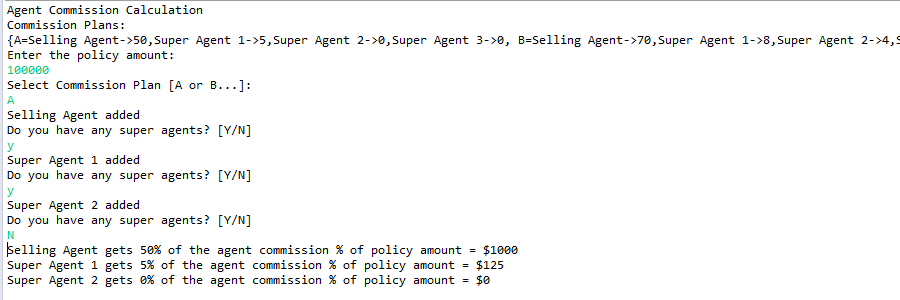 Agent Commission Calculation
Commission Plans:
{A=Selling Agent->50,Super Agent 1->5,Super Agent 2->0,Super Agent 3->0, B=Selling Agent->70,Super Agent 1->8,Super Agent 2->4,S
Enter the policy amount:
100000
Select Commission Plan [A or B...]:
A
Selling Agent added
Do you have any super agents? [Y/N]
y
Super Agent 1 added
Do you have any super agents? [Y/N]
y
Super Agent 2 added
Do you have any super agents? [Y/N]
N
Selling Agent gets 50% of the agent commission % of policy amount = $1000
Super Agent 1 gets 5% of the agent commission % of policy amount = $125
Super Agent 2 gets 0% of the agent commission % of policy amount = $0